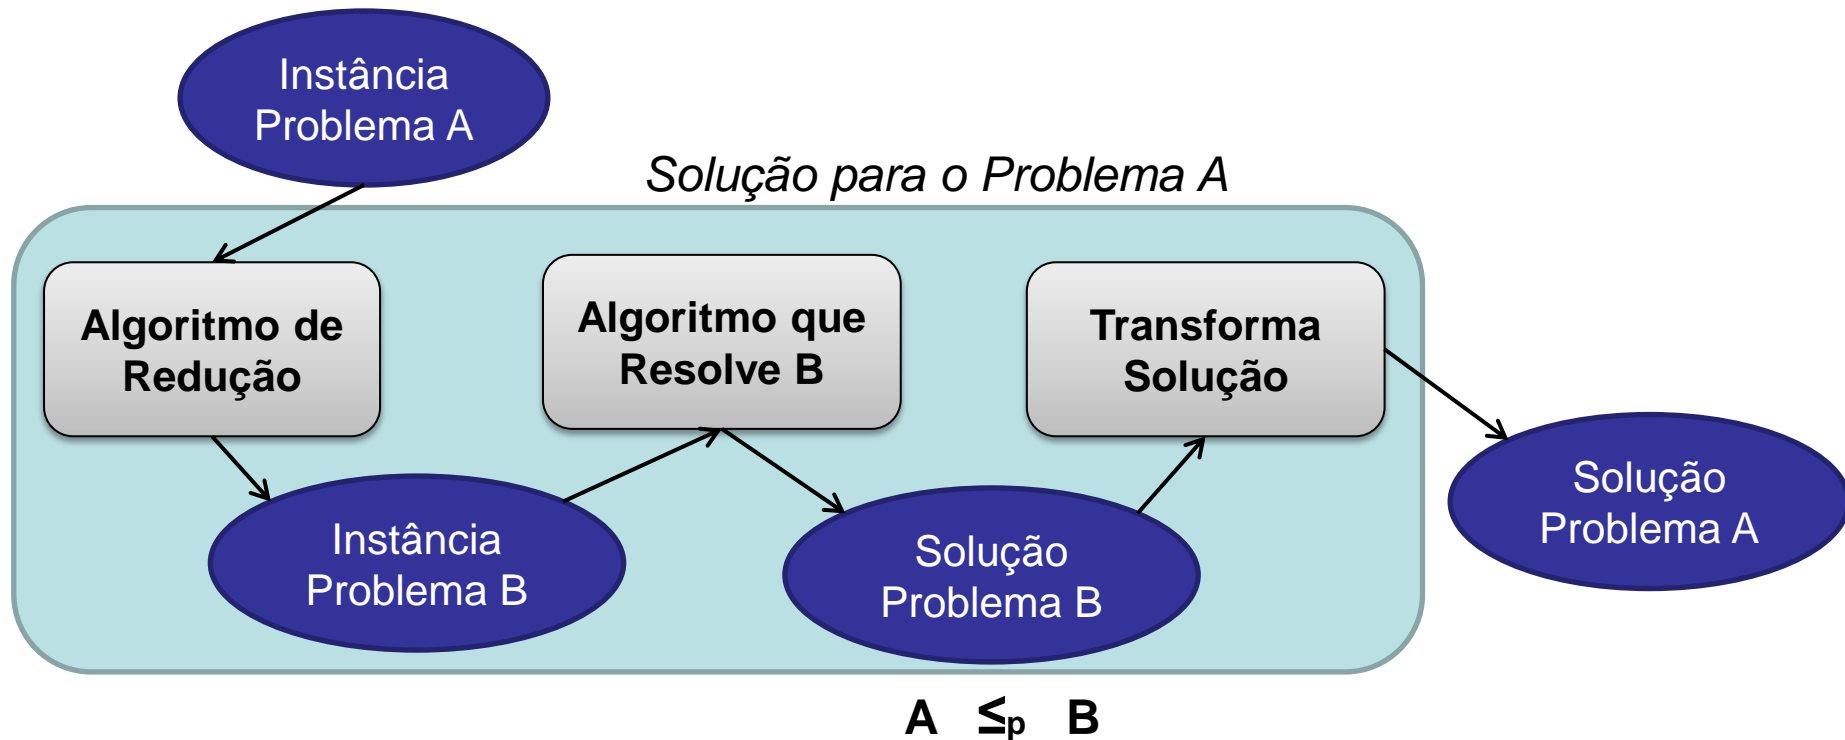 Instância
Problema A
Solução para o Problema A
Algoritmo de
Redução
Algoritmo que
Resolve B
Transforma
Solução
Instância
Problema B
Solução
Problema B
Solução
Problema A
A ≤p B